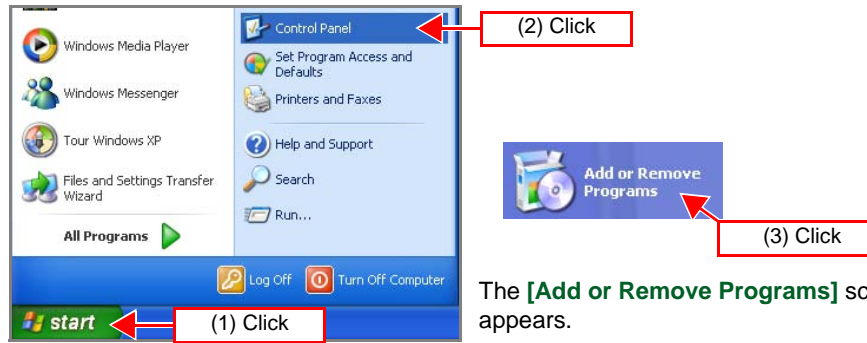 Windows Media Player
Windows Messenger
Tour Windows XP
Files and Settings Transfer
Wizard
All Programs
Control Panel
Set Program Access and
Defaults
Printers and Faxes
Help and Support
Search
Run...
Log Off
Turn Off Computer
start
(1) Click
(2) Click
Add or Remove
Programs
(3) Click
The [Add or Remove Programs]
appears.